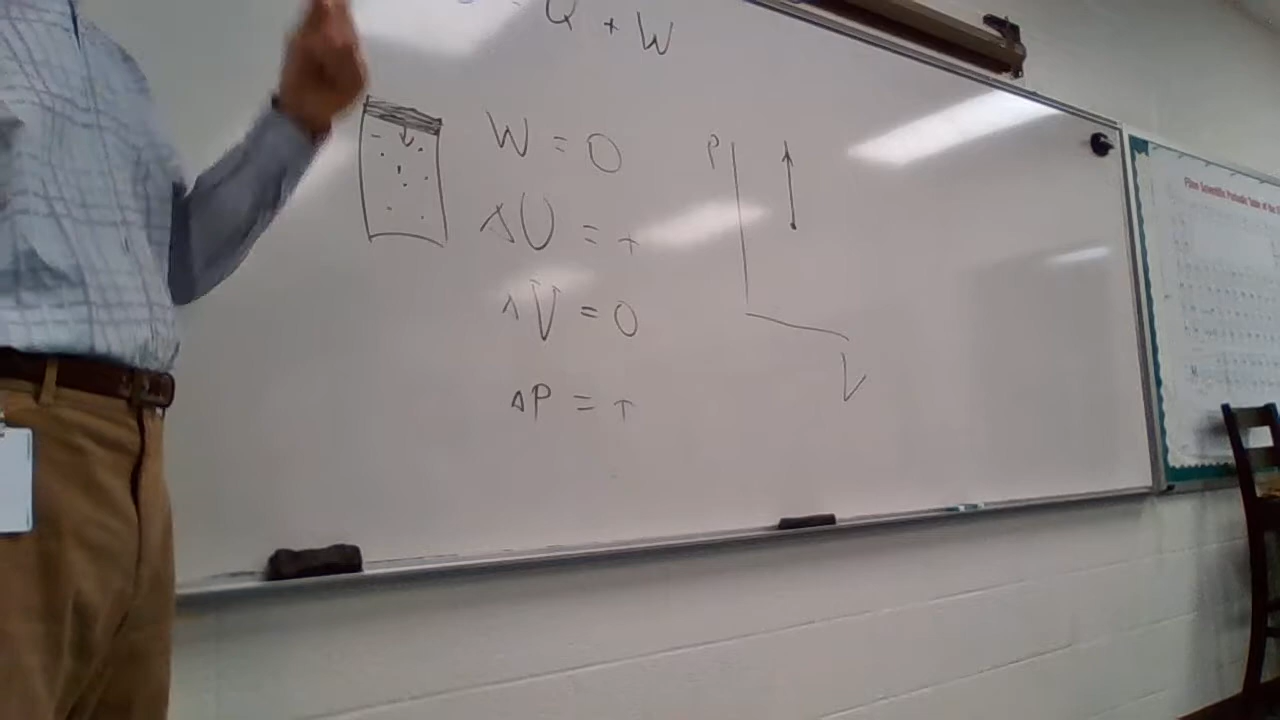 Q + W
W = 0
ΔU = +
ΔV = 0
ΔP = +
P
V